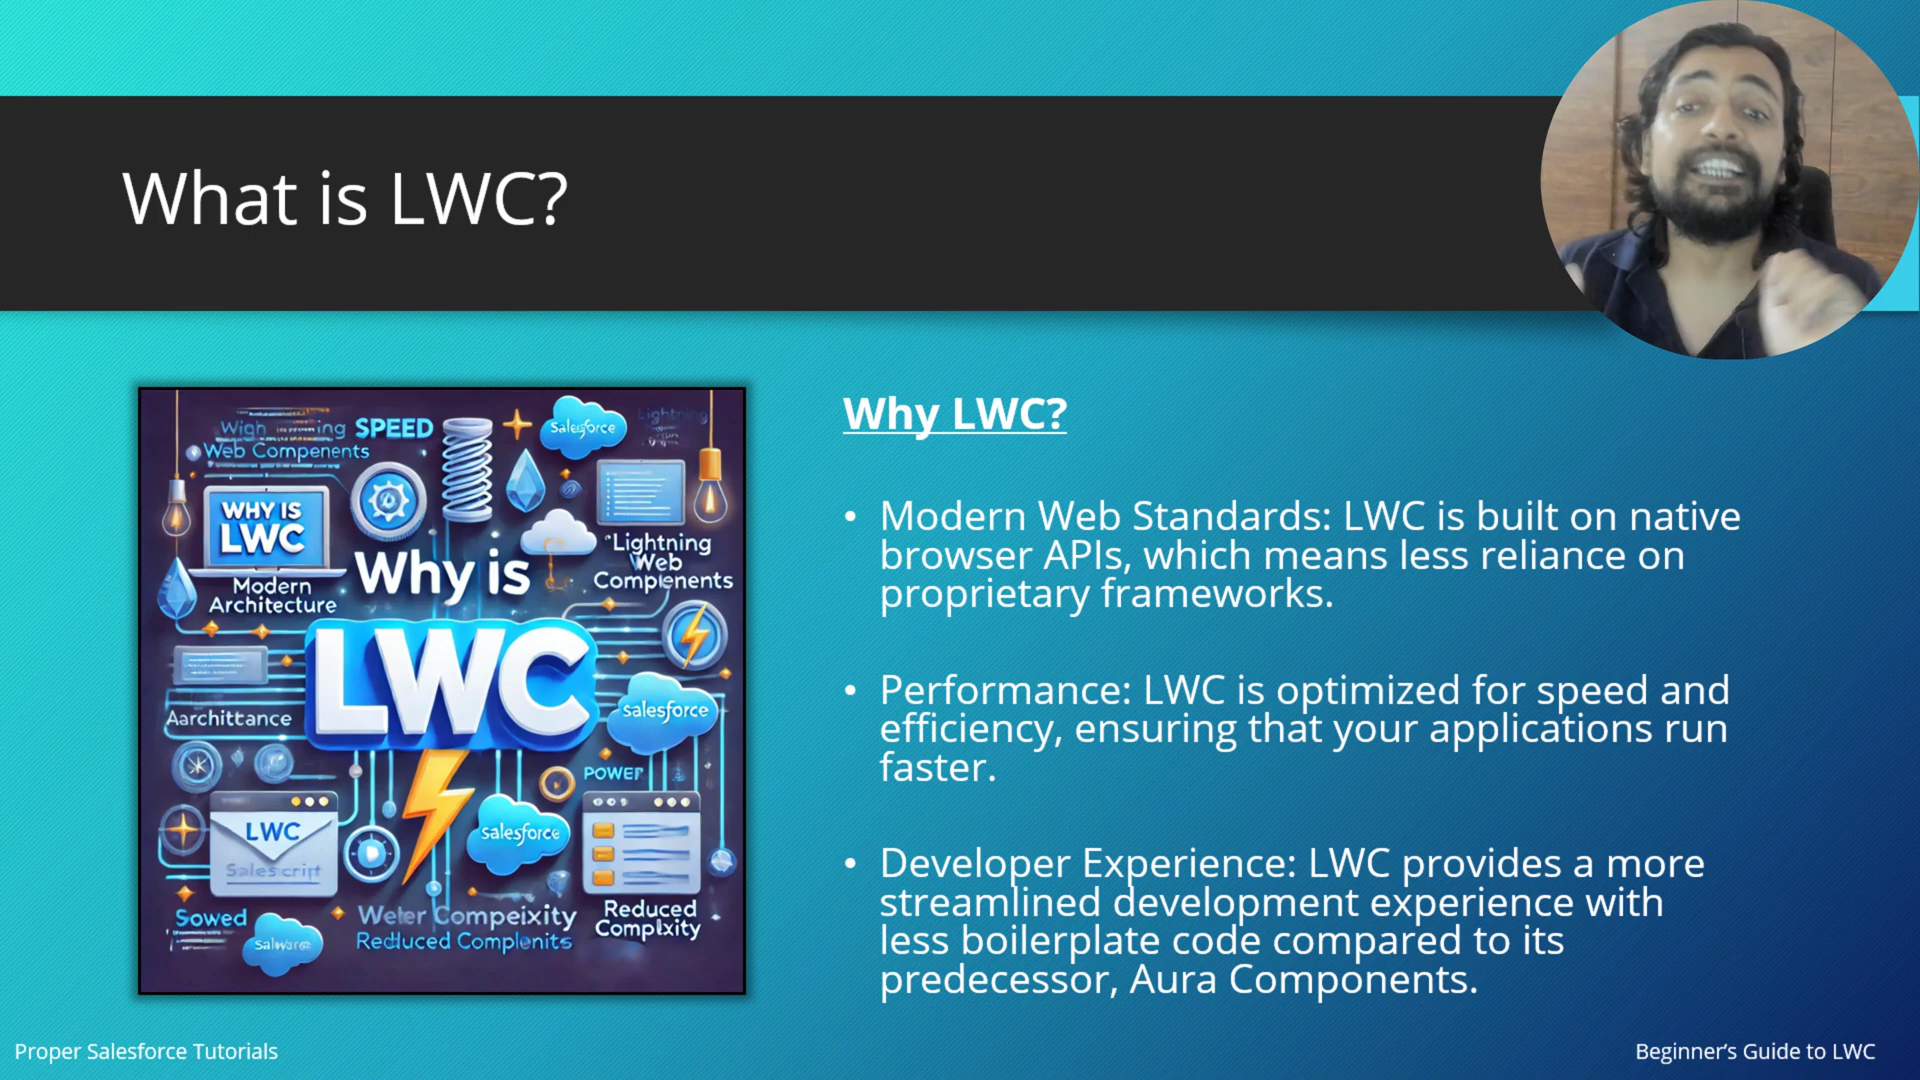 What is LWC?
SPEED
Salesforce
Web Compenents
WHY IS
LWC
Why is
"Lightning
Web
Complenents
Modern
Architecture
LWC
Aarchittance
salesforce
POWER
LWC
salesforce
Salescrift
Sowed
Weler Compeixity
Redluced Complenits
Reduced
Complxity
Why LWC?
• Modern Web Standards: LWC is built on native
browser APIs, which means less reliance on
proprietary frameworks.
• Performance: LWC is optimized for speed and
efficiency, ensuring that your applications run
faster.
• Developer Experience: LWC provides a more
streamlined development experience with
less boilerplate code compared to its
predecessor, Aura Components.
Proper Salesforce Tutorials
Beginner's Guide to LWC